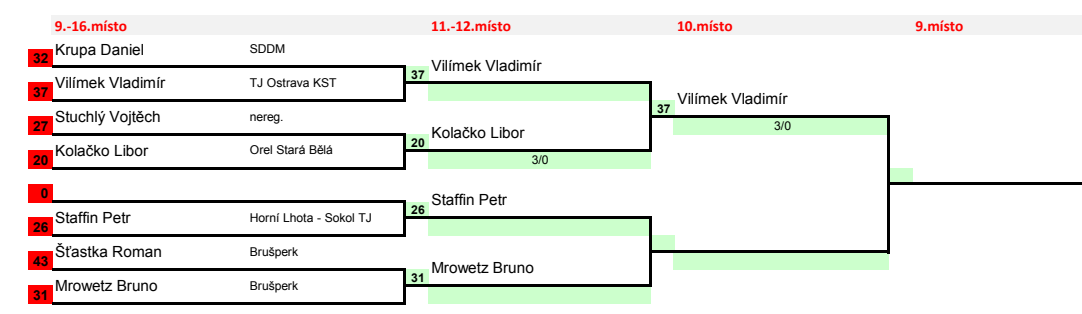 9.-16.místo 11.-12.místo 10.místo 9.místo
32 Krupa Daniel SDDM
37 Vilímek Vladimír
37 Vilímek Vladimír TJ Ostrava KST
37 Vilímek Vladimír
27 Stuchlý Vojtěch nereg.
3/0
20 Kolačko Libor
20 Kolačko Libor Orel Stará Bělá
3/0
0
26 Staffin Petr
26 Staffin Petr Horní Lhota - Sokol TJ
43 Šťastka Roman Brušperk
31 Mrowetz Bruno
31 Mrowetz Bruno Brušperk